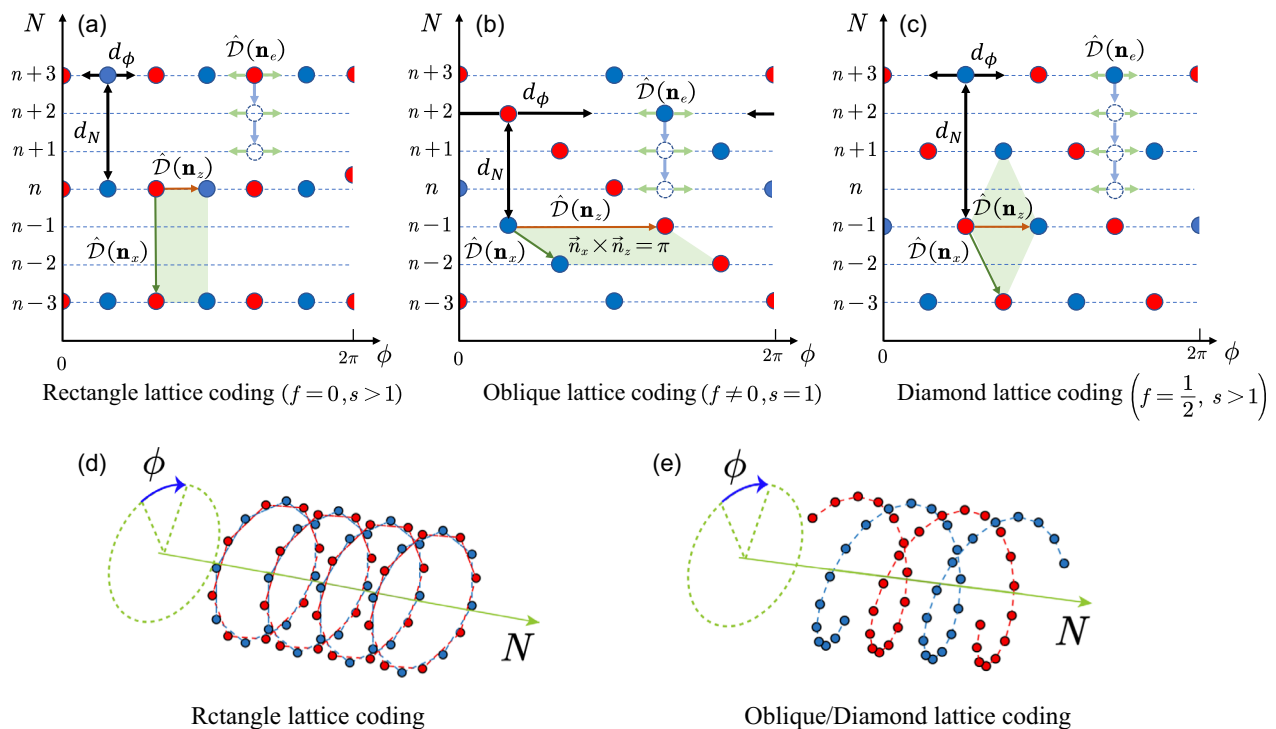 (a)
N
n+3
n+2
n+1
n
n−1
n−2
n−3
d_ϕ
d_N
𝒟̂(n_e)
𝒟̂(n_z)
𝒟̂(n_x)
0
2π
ϕ
Rectangle lattice coding (f=0, s>1)
(b)
N
n+3
n+2
n+1
n
n−1
n−2
n−3
d_ϕ
d_N
𝒟̂(n_e)
𝒟̂(n_z)
𝒟̂(n_x)
n⃗_x × n⃗_z = π
0
2π
ϕ
Oblique lattice coding (f≠0, s=1)
(c)
N
n+3
n+2
n+1
n
n−1
n−2
n−3
d_ϕ
d_N
𝒟̂(n_e)
𝒟̂(n_z)
𝒟̂(n_x)
0
2π
ϕ
Diamond lattice coding (f=1/2, s>1)
(d)
ϕ
N
Rctangle lattice coding
(e)
ϕ
N
Oblique/Diamond lattice coding